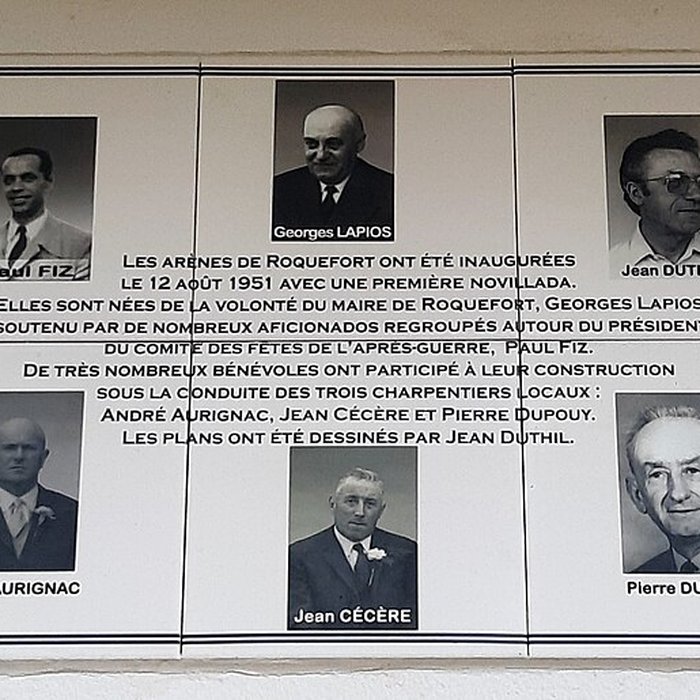 Georges LAPIOS
Paul FIZ
Jean DUTH
LES ARÈNES DE ROQUEFORT ONT ÉTÉ INAUGURÉES
LE 12 AOÛT 1951 AVEC UNE PREMIÈRE NOVILLADA.
ELLES SONT NÉES DE LA VOLONTÉ DU MAIRE DE ROQUEFORT, GEORGES LAPIOS
SOUTENU PAR DE NOMBREUX AFICIONADOS REGROUPÉS AUTOUR DU PRÉSIDENT
DU COMITÉ DES FÊTES DE L'APRÉS-GUERRE, PAUL FIZ.
DE TRÈS NOMBREUX BÉNÉVOLES ONT PARTICIPÉ À LEUR CONSTRUCTION
SOUS LA CONDUITE DES TROIS CHARPENTIERS LOCAUX :
ANDRÉ AURIGNAC, JEAN CÉCÈRE ET PIERRE DUPOUY.
LES PLANS ONT ÉTÉ DESSINÉS PAR JEAN DUTHIL.
AURIGNAC
Jean CÉCÈRE
Pierre DU